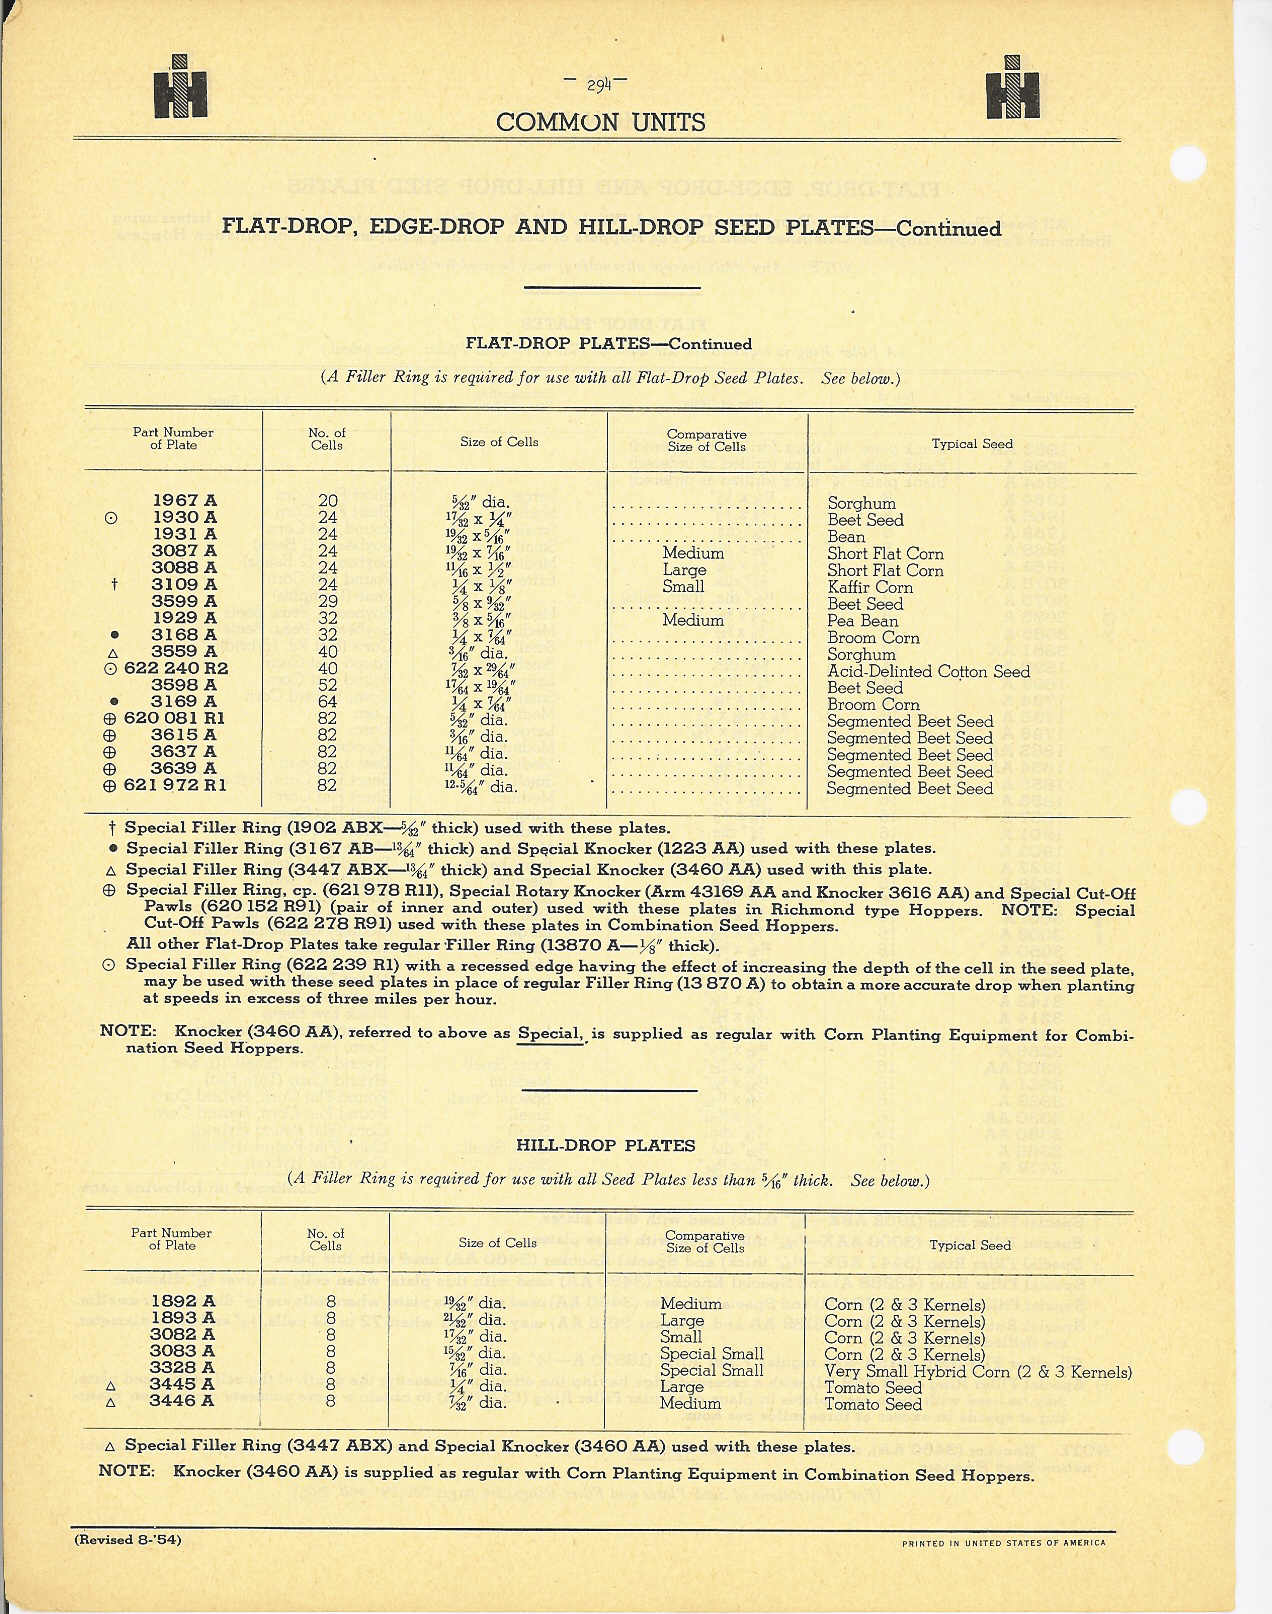 — 294—
COMMON UNITS
FLAT-DROP, EDGE-DROP AND HILL-DROP SEED PLATES—Continued
FLAT-DROP PLATES—Continued
(A Filler Ring is required for use with all Flat-Drop Seed Plates. See below.)
Part Number of Plate | No. of Cells | Size of Cells | Comparative Size of Cells | Typical Seed
1967 A 20 5/32" dia. ...................... Sorghum
⊙ 1930 A 24 17/32 x 1/4" ...................... Beet Seed
1931 A 24 19/32 x 5/16" ...................... Bean
3087 A 24 19/32 x 7/16" Medium Short Flat Corn
3088 A 24 11/16 x 1/2" Large Short Flat Corn
† 3109 A 24 1/4 x 1/8" Small Kaffir Corn
3599 A 29 5/8 x 9/32" ...................... Beet Seed
1929 A 32 3/8 x 5/16" Medium Pea Bean
● 3168 A 32 1/4 x 7/64" ...................... Broom Corn
△ 3559 A 40 3/16" dia. ...................... Sorghum
⊙ 622 240 R2 40 7/32 x 29/64" ...................... Acid-Delinted Cotton Seed
3598 A 52 17/64 x 19/64" ...................... Beet Seed
● 3169 A 64 1/4 x 7/64" ...................... Broom Corn
⊕ 620 081 R1 82 5/32" dia. ...................... Segmented Beet Seed
⊕ 3615 A 82 3/16" dia. ...................... Segmented Beet Seed
⊕ 3637 A 82 11/64" dia. ...................... Segmented Beet Seed
⊕ 3639 A 82 11/64" dia. ...................... Segmented Beet Seed
⊕ 621 972 R1 82 12.5/64" dia. ...................... Segmented Beet Seed
† Special Filler Ring (1902 ABX—5/32" thick) used with these plates.
● Special Filler Ring (3167 AB—13/64" thick) and Special Knocker (1223 AA) used with these plates.
△ Special Filler Ring (3447 ABX—13/64" thick) and Special Knocker (3460 AA) used with this plate.
⊕ Special Filler Ring, cp. (621 978 R11), Special Rotary Knocker (Arm 43169 AA and Knocker 3616 AA) and Special Cut-Off
Pawls (620 152 R91) (pair of inner and outer) used with these plates in Richmond type Hoppers. NOTE: Special
Cut-Off Pawls (622 278 R91) used with these plates in Combination Seed Hoppers.
All other Flat-Drop Plates take regular Filler Ring (13870 A—1/8" thick).
⊙ Special Filler Ring (622 239 R1) with a recessed edge having the effect of increasing the depth of the cell in the seed plate,
may be used with these seed plates in place of regular Filler Ring (13 870 A) to obtain a more accurate drop when planting
at speeds in excess of three miles per hour.
NOTE: Knocker (3460 AA), referred to above as Special, is supplied as regular with Corn Planting Equipment for Combi-
nation Seed Hoppers.
HILL-DROP PLATES
(A Filler Ring is required for use with all Seed Plates less than 5/16" thick. See below.)
Part Number of Plate | No. of Cells | Size of Cells | Comparative Size of Cells | Typical Seed
1892 A 8 19/32" dia. Medium Corn (2 & 3 Kernels)
1893 A 8 21/32" dia. Large Corn (2 & 3 Kernels)
3082 A 8 17/32" dia. Small Corn (2 & 3 Kernels)
3083 A 8 15/32" dia. Special Small Corn (2 & 3 Kernels)
3328 A 8 7/16" dia. Special Small Very Small Hybrid Corn (2 & 3 Kernels)
△ 3445 A 8 1/4" dia. Large Tomato Seed
△ 3446 A 8 7/32" dia. Medium Tomato Seed
△ Special Filler Ring (3447 ABX) and Special Knocker (3460 AA) used with these plates.
NOTE: Knocker (3460 AA) is supplied as regular with Corn Planting Equipment in Combination Seed Hoppers.
(Revised 8-'54)
PRINTED IN UNITED STATES OF AMERICA